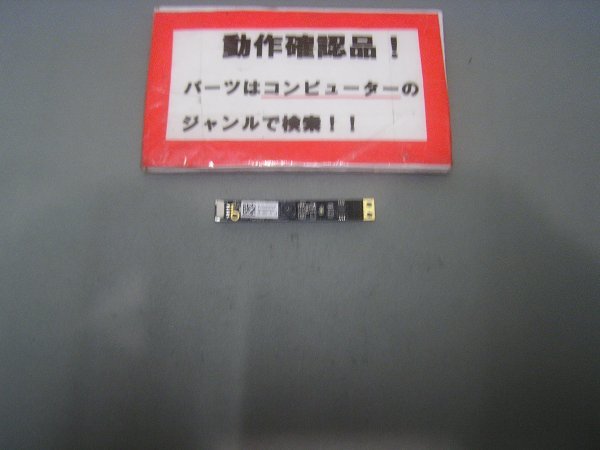 動作確認品！
パーツはコンピューターの
ジャンルで検索！！